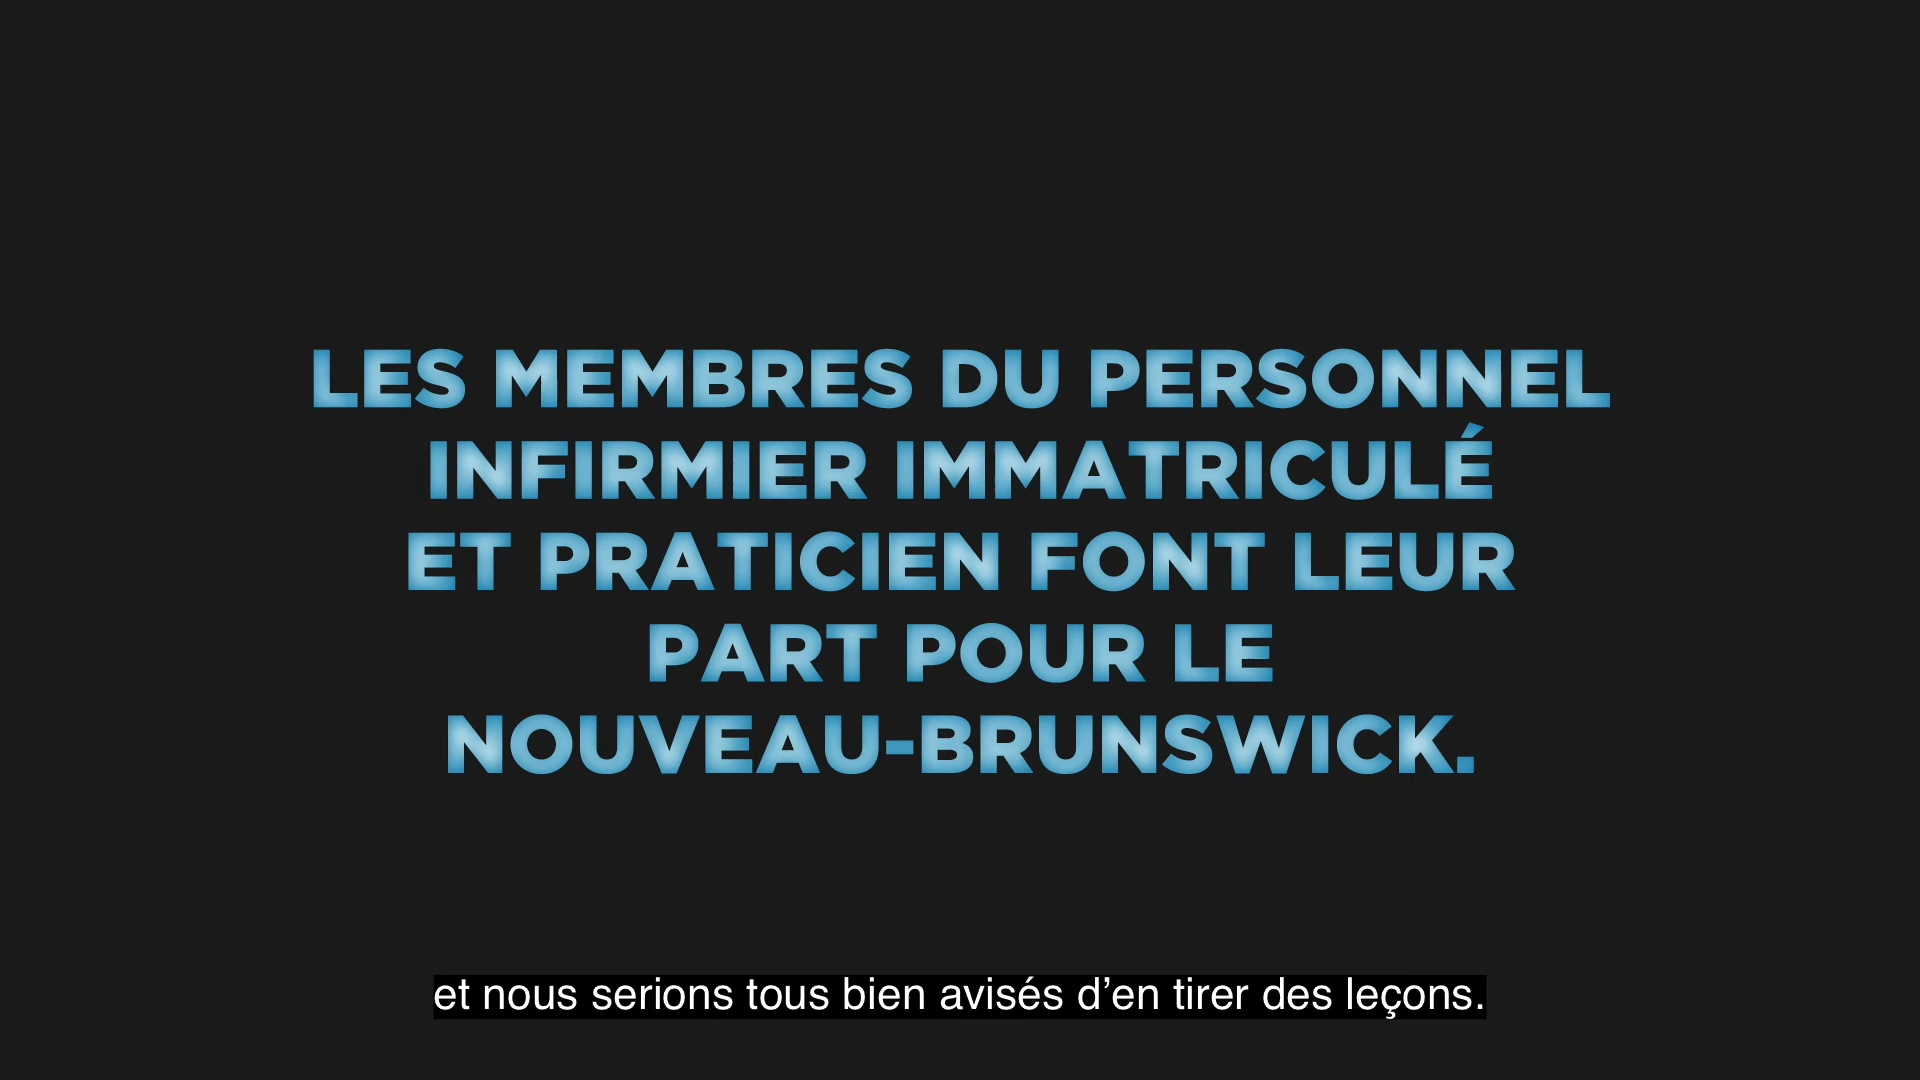 LES MEMBRES DU PERSONNEL
INFIRMIER IMMATRICULÉ
ET PRATICIEN FONT LEUR
PART POUR LE
NOUVEAU-BRUNSWICK.
et nous serions tous bien avisés d’en tirer des leçons.